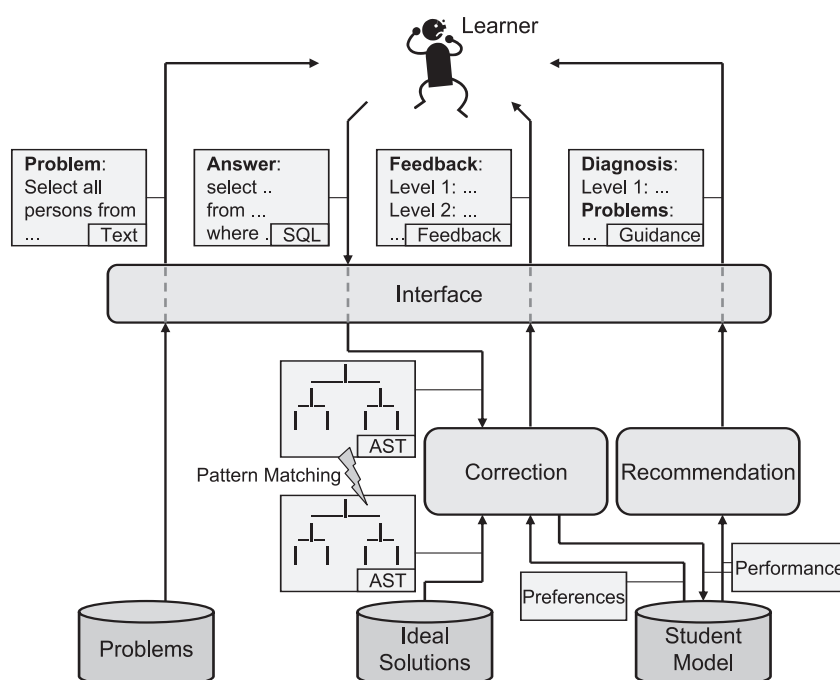 Learner
Problem:
Select all
persons from
...
Text
Answer:
select ..
from ...
where .
SQL
Feedback:
Level 1: ...
Level 2: ...
...
Feedback
Diagnosis:
Level 1: ...
Problems:
...
Guidance
Interface
AST
Pattern Matching
Correction
Recommendation
AST
Preferences
Performance
Problems
Ideal
Solutions
Student
Model